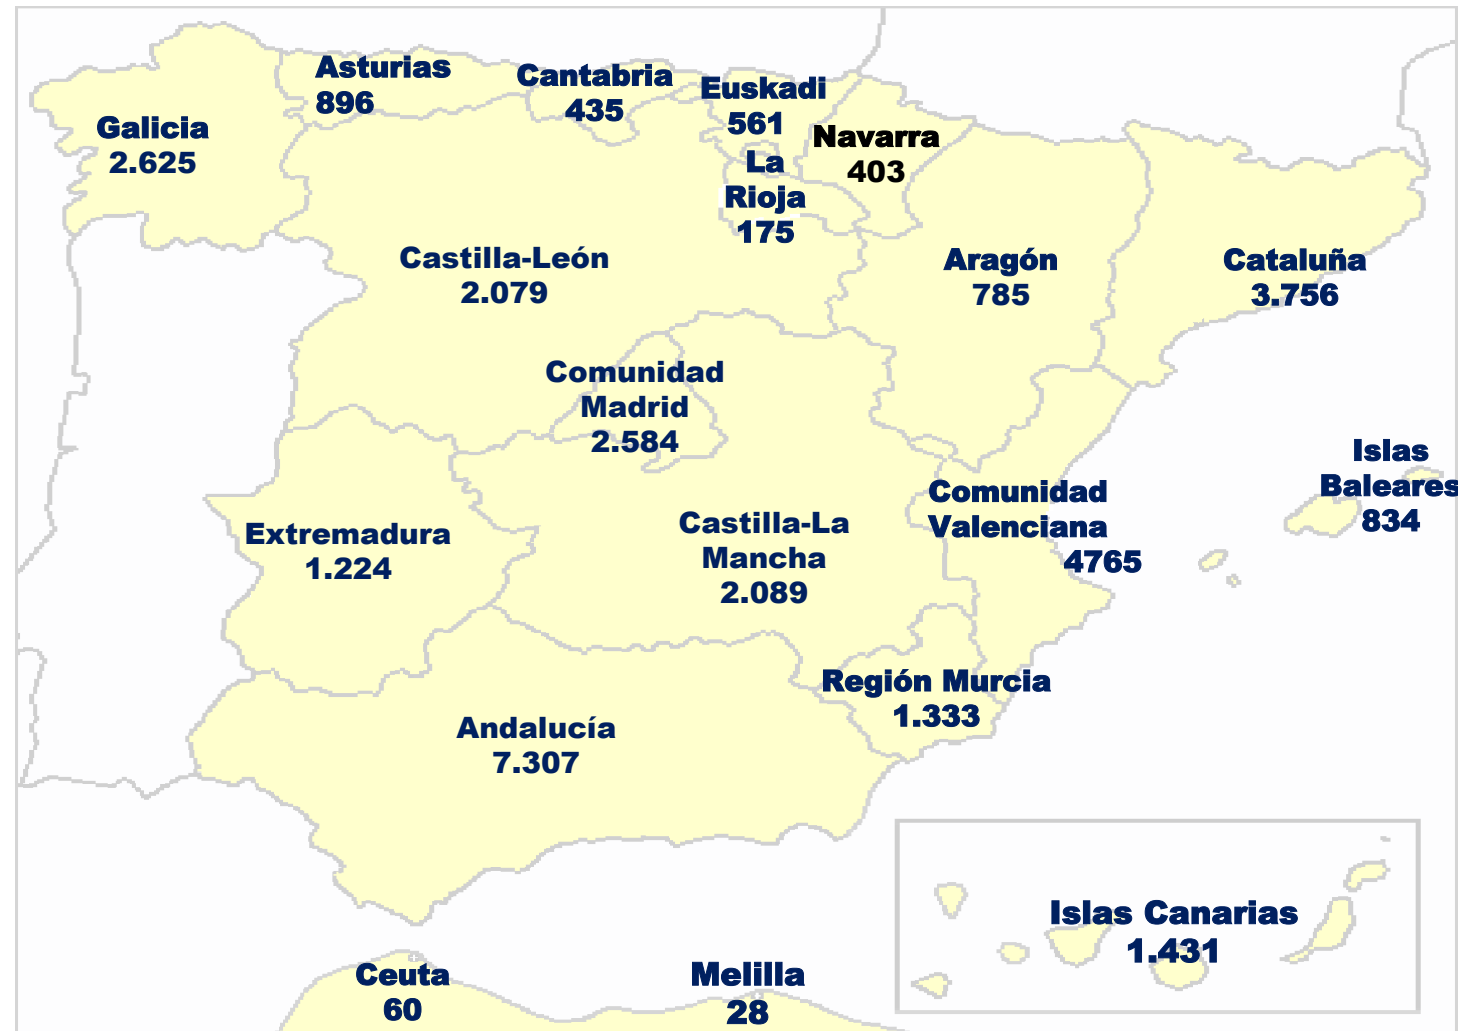 Asturias
896
Cantabria
435
Euskadi
561
Galicia
2.625
Navarra
403
La
Rioja
175
Castilla-León
2.079
Aragón
785
Cataluña
3.756
Comunidad
Madrid
2.584
Islas
Baleares
834
Comunidad
Valenciana
4765
Extremadura
1.224
Castilla-La
Mancha
2.089
Región Murcia
1.333
Andalucía
7.307
Islas Canarias
1.431
Ceuta
60
Melilla
28